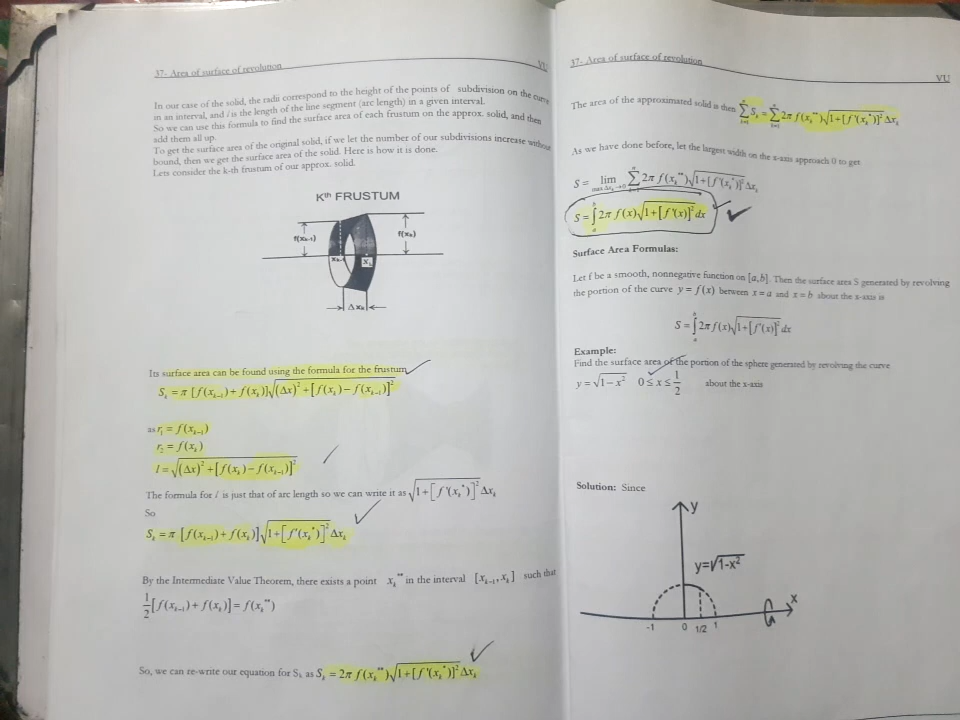 37- Area of surface of revolution VU
In our case of the solid, the radii correspond to the height of the points of subdivision on the curve
in an interval, and l is the length of the line segment (arc length) in a given interval.
So we can use this formula to find the surface area of each frustum on the approx. solid, and then
add them all up.
To get the surface area of the original solid, if we let the number of our subdivisions increase without
bound, then we get the surface area of the solid. Here is how it is done.
Lets consider the k-th frustum of our approx. solid.
Kᵗʰ FRUSTUM
f(xₖ₋₁) f(xₖ)
xₖ₋₁ xₖ
Δxₖ
Its surface area can be found using the formula for the frustum
Sₖ = π [f(xₖ₋₁) + f(xₖ)]√((Δx)² + [f(xₖ) − f(xₖ₋₁)]²)
as r₁ = f(xₖ₋₁)
r₂ = f(xₖ)
l = √((Δx)² + [f(xₖ) − f(xₖ₋₁)]²)
The formula for l is just that of arc length so we can write it as √(1 + [f'(xₖ*)]²) Δxₖ
So
Sₖ = π [f(xₖ₋₁) + f(xₖ)]√(1 + [f'(xₖ*)]²) Δxₖ
By the Intermediate Value Theorem, there exists a point xₖ** in the interval [xₖ₋₁, xₖ] such that
1/2 [f(xₖ₋₁) + f(xₖ)] = f(xₖ**)
So, we can re-write our equation for Sₖ as Sₖ = 2π f(xₖ**)√(1 + [f'(xₖ*)]²) Δxₖ
37- Area of surface of revolution VU
The area of the approximated solid is then ∑ₖ₌₁ⁿ Sₖ = ∑ₖ₌₁ⁿ 2π f(xₖ**)√(1 + [f'(xₖ*)]²) Δxₖ
As we have done before, let the largest width on the x-axis approach 0 to get
S = lim max Δxₖ→0 ∑ₖ₌₁ⁿ 2π f(xₖ**)√(1 + [f'(xₖ*)]²) Δxₖ
S = ∫ₐᵇ 2π f(x)√(1 + [f'(x)]²) dx
Surface Area Formulas:
Let f be a smooth, nonnegative function on [a,b]. Then the surface area S generated by revolving
the portion of the curve y = f(x) between x = a and x = b about the x-axis is
S = ∫ₐᵇ 2π f(x)√(1 + [f'(x)]²) dx
Example:
Find the surface area of the portion of the sphere generated by revolving the curve
y = √(1 − x²) 0 ≤ x ≤ 1/2 about the x-axis
Solution: Since
y
y=√(1-x²)
x
-1 0 1/2 1